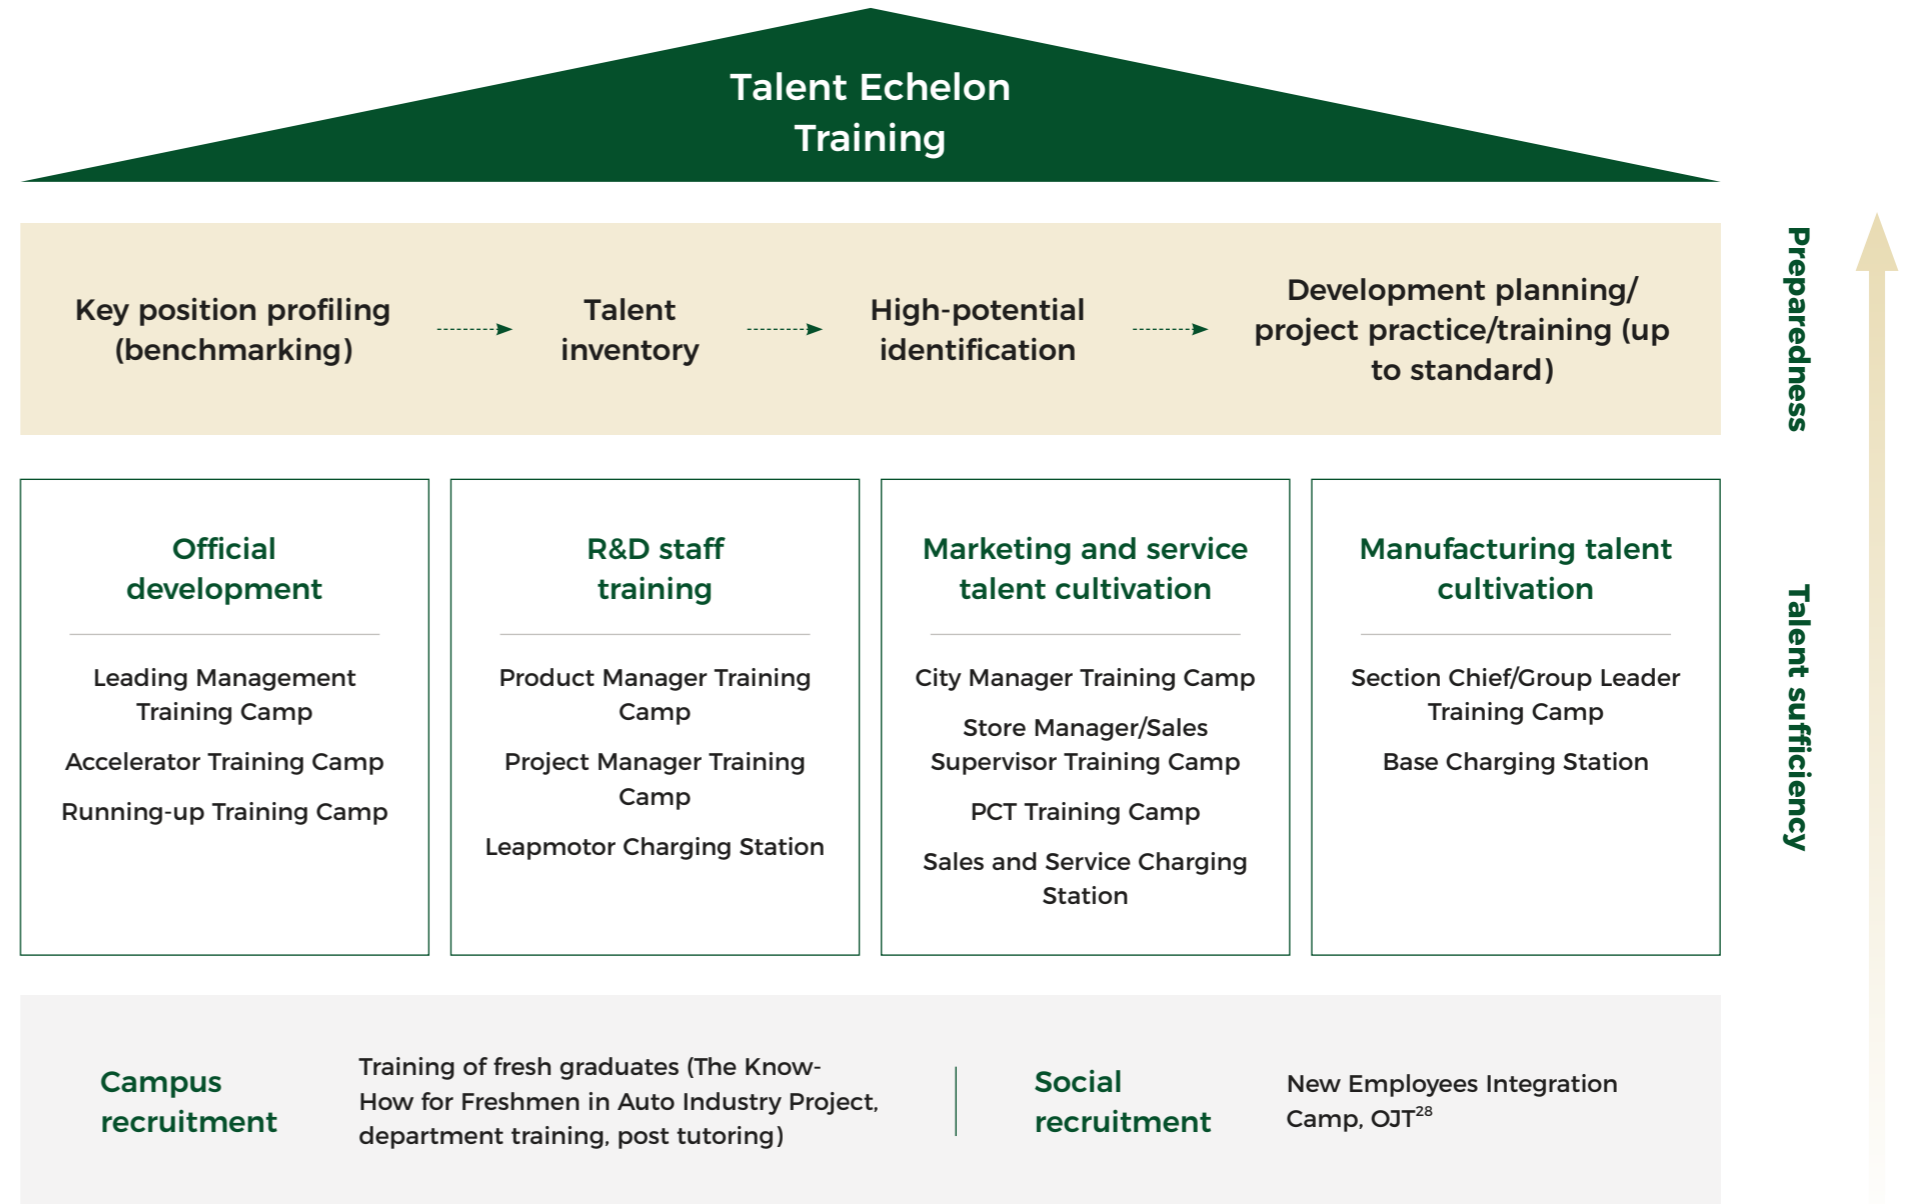 Talent Echelon
Training
Key position profiling
(benchmarking)
Talent
inventory
High-potential
identification
Development planning/
project practice/training (up
to standard)
Preparedness
Official
development
Leading Management
Training Camp
Accelerator Training Camp
Running-up Training Camp
R&D staff
training
Product Manager Training
Camp
Project Manager Training
Camp
Leapmotor Charging Station
Marketing and service
talent cultivation
City Manager Training Camp
Store Manager/Sales
Supervisor Training Camp
PCT Training Camp
Sales and Service Charging
Station
Manufacturing talent
cultivation
Section Chief/Group Leader
Training Camp
Base Charging Station
Talent sufficiency
Campus
recruitment
Training of fresh graduates (The Know-
How for Freshmen in Auto Industry Project,
department training, post tutoring)
Social
recruitment
New Employees Integration
Camp, OJT28